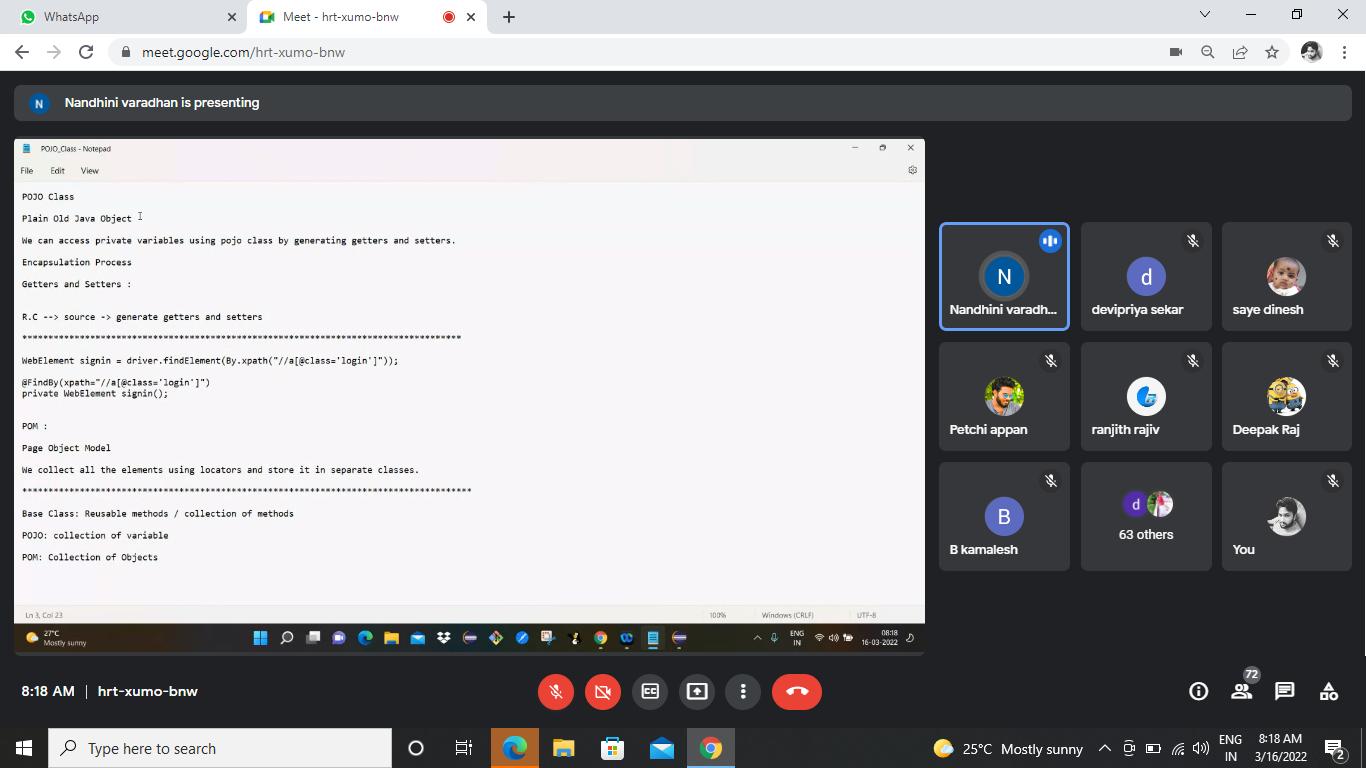 WhatsApp
Meet - hrt-xumo-bnw
meet.google.com/hrt-xumo-bnw
N
Nandhini varadhan is presenting
POJO_Class - Notepad
File Edit View
POJO Class
Plain Old Java Object
We can access private variables using pojo class by generating getters and setters.
Encapsulation Process
Getters and Setters :
R.C --> source -> generate getters and setters
************************************************************************************
WebElement signin = driver.findElement(By.xpath("//a[@class='login']"));
@FindBy(xpath="//a[@class='login']")
private WebElement signin();
POM :
Page Object Model
We collect all the elements using locators and store it in separate classes.
**************************************************************************************
Base Class: Reusable methods / collection of methods
POJO: collection of variable
POM: Collection of Objects
Ln 3, Col 23 100% Windows (CRLF) UTF-8
27°C
Mostly sunny
ENG
IN
08:18
16-03-2022
N
Nandhini varadh...
d
devipriya sekar
saye dinesh
Petchi appan
ranjith rajiv
Deepak Raj
B
B kamalesh
d
63 others
You
8:18 AM | hrt-xumo-bnw
72
Type here to search
25°C Mostly sunny
ENG
IN
8:18 AM
3/16/2022
2